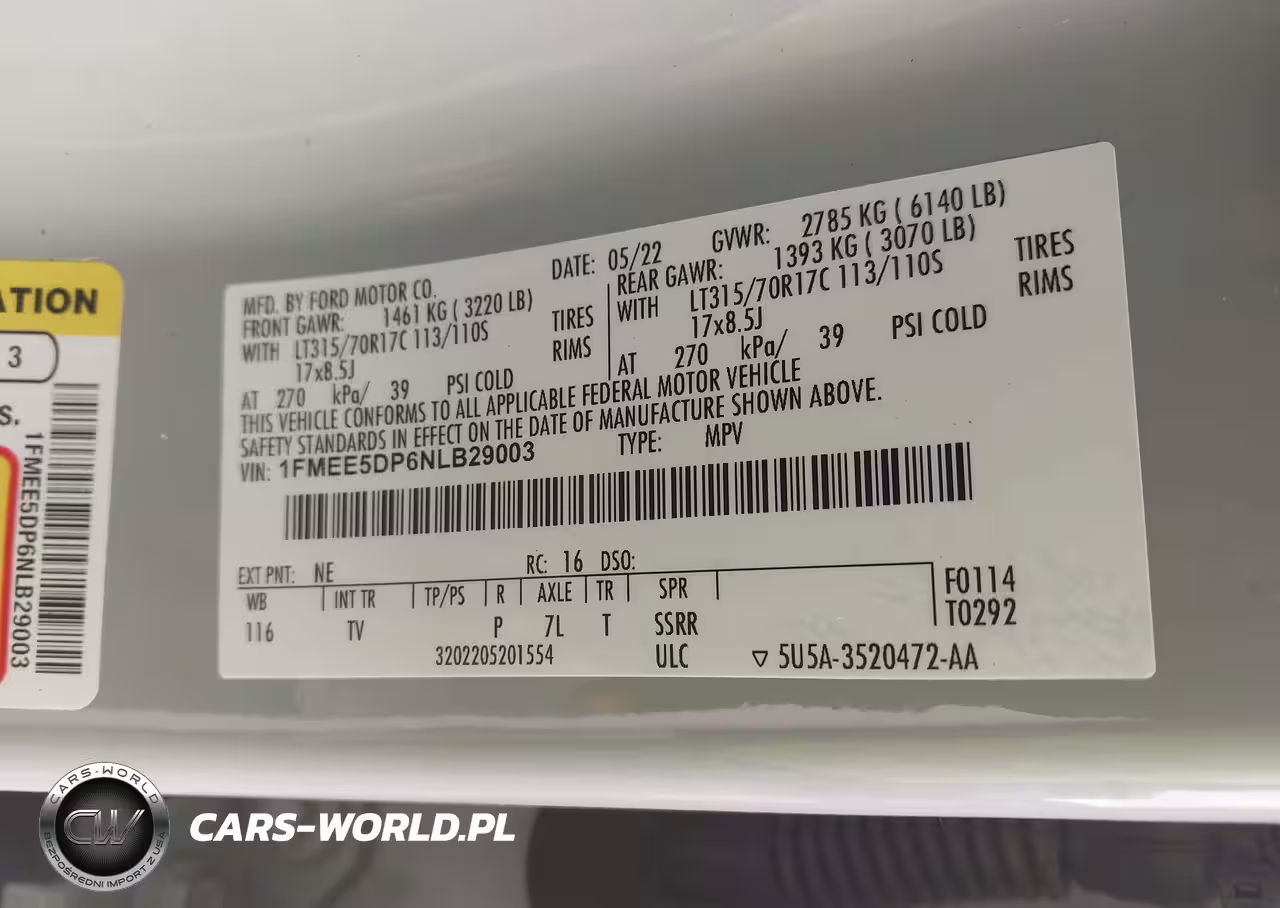 ATION
3
S.
1FMEE5DP6NLB29003
MFD. BY FORD MOTOR CO.
DATE: 05/22
GVWR: 2785 KG ( 6140 LB)
FRONT GAWR: 1461 KG ( 3220 LB)
WITH LT315/70R17C 113/110S TIRES
17x8.5J RIMS
AT 270 kPa/ 39 PSI COLD
REAR GAWR: 1393 KG ( 3070 LB)
WITH LT315/70R17C 113/110S TIRES
17x8.5J RIMS
AT 270 kPa/ 39 PSI COLD
THIS VEHICLE CONFORMS TO ALL APPLICABLE FEDERAL MOTOR VEHICLE
SAFETY STANDARDS IN EFFECT ON THE DATE OF MANUFACTURE SHOWN ABOVE.
VIN: 1FMEE5DP6NLB29003 TYPE: MPV
EXT PNT: NE RC: 16 DSO:
WB INT TR TP/PS R AXLE TR SPR F0114
116 TV P 7L T SSRR T0292
3202205201554 ULC ▽ 5U5A-3520472-AA
CARS-WORLD
CW
BEZPOŚREDNI IMPORT Z USA
CARS-WORLD.PL